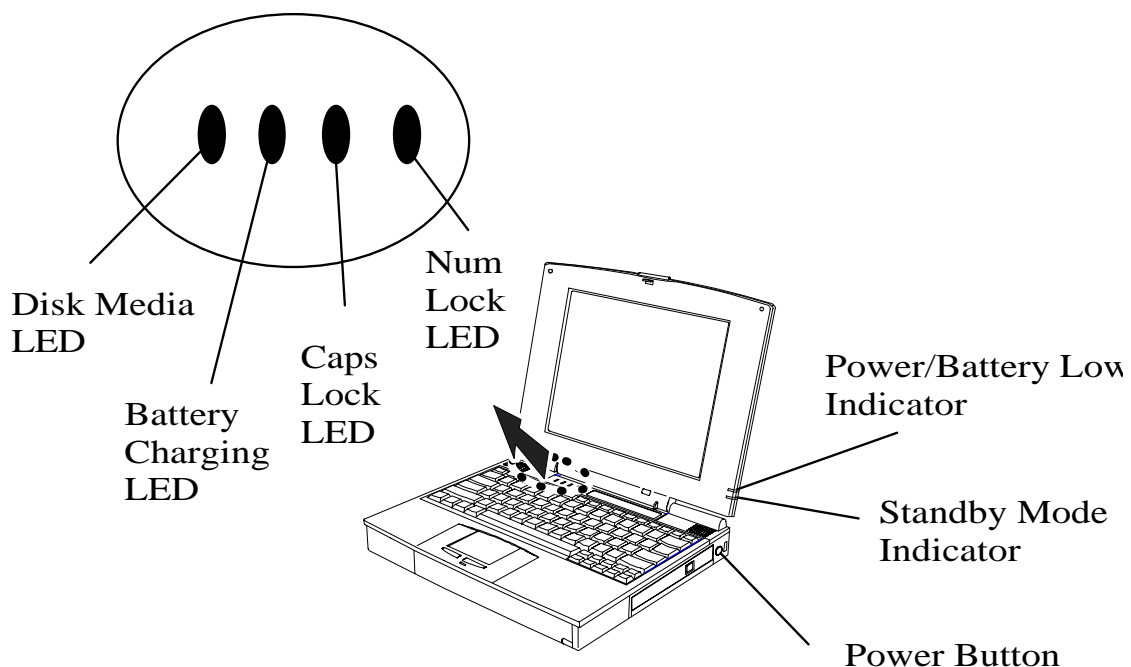 Disk Media
LED
Battery
Charging
LED
Caps
Lock
LED
Num
Lock
LED
Power/Battery Low
Indicator
Standby Mode
Indicator
Power Button